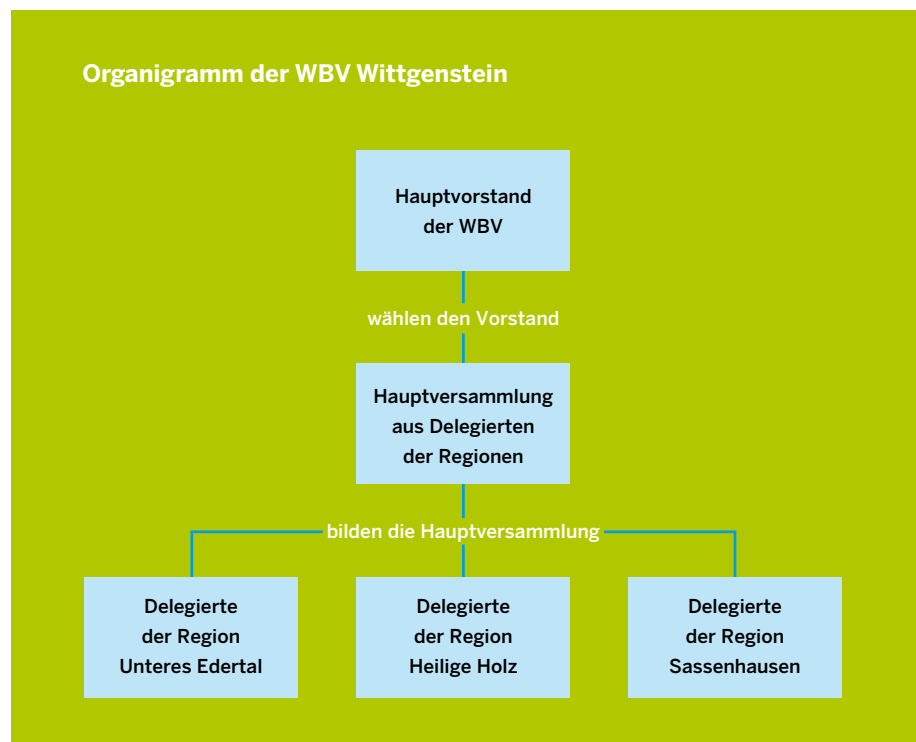 Organigramm der WBV Wittgenstein
Hauptvorstand
der WBV
wählen den Vorstand
Hauptversammlung
aus Delegierten
der Regionen
bilden die Hauptversammlung
Delegierte
der Region
Unteres Edertal
Delegierte
der Region
Heilige Holz
Delegierte
der Region
Sassenhausen